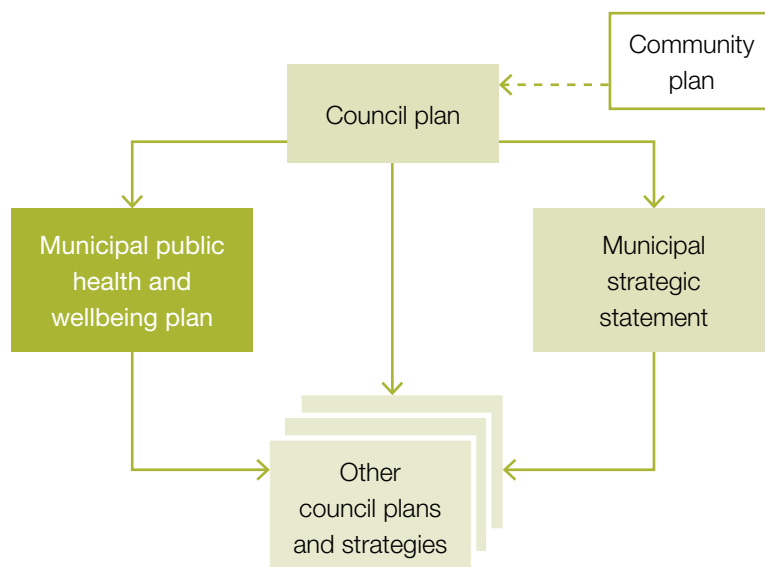 Community
plan
Council plan
Municipal public
health and
wellbeing plan
Municipal
strategic
statement
Other
council plans
and strategies